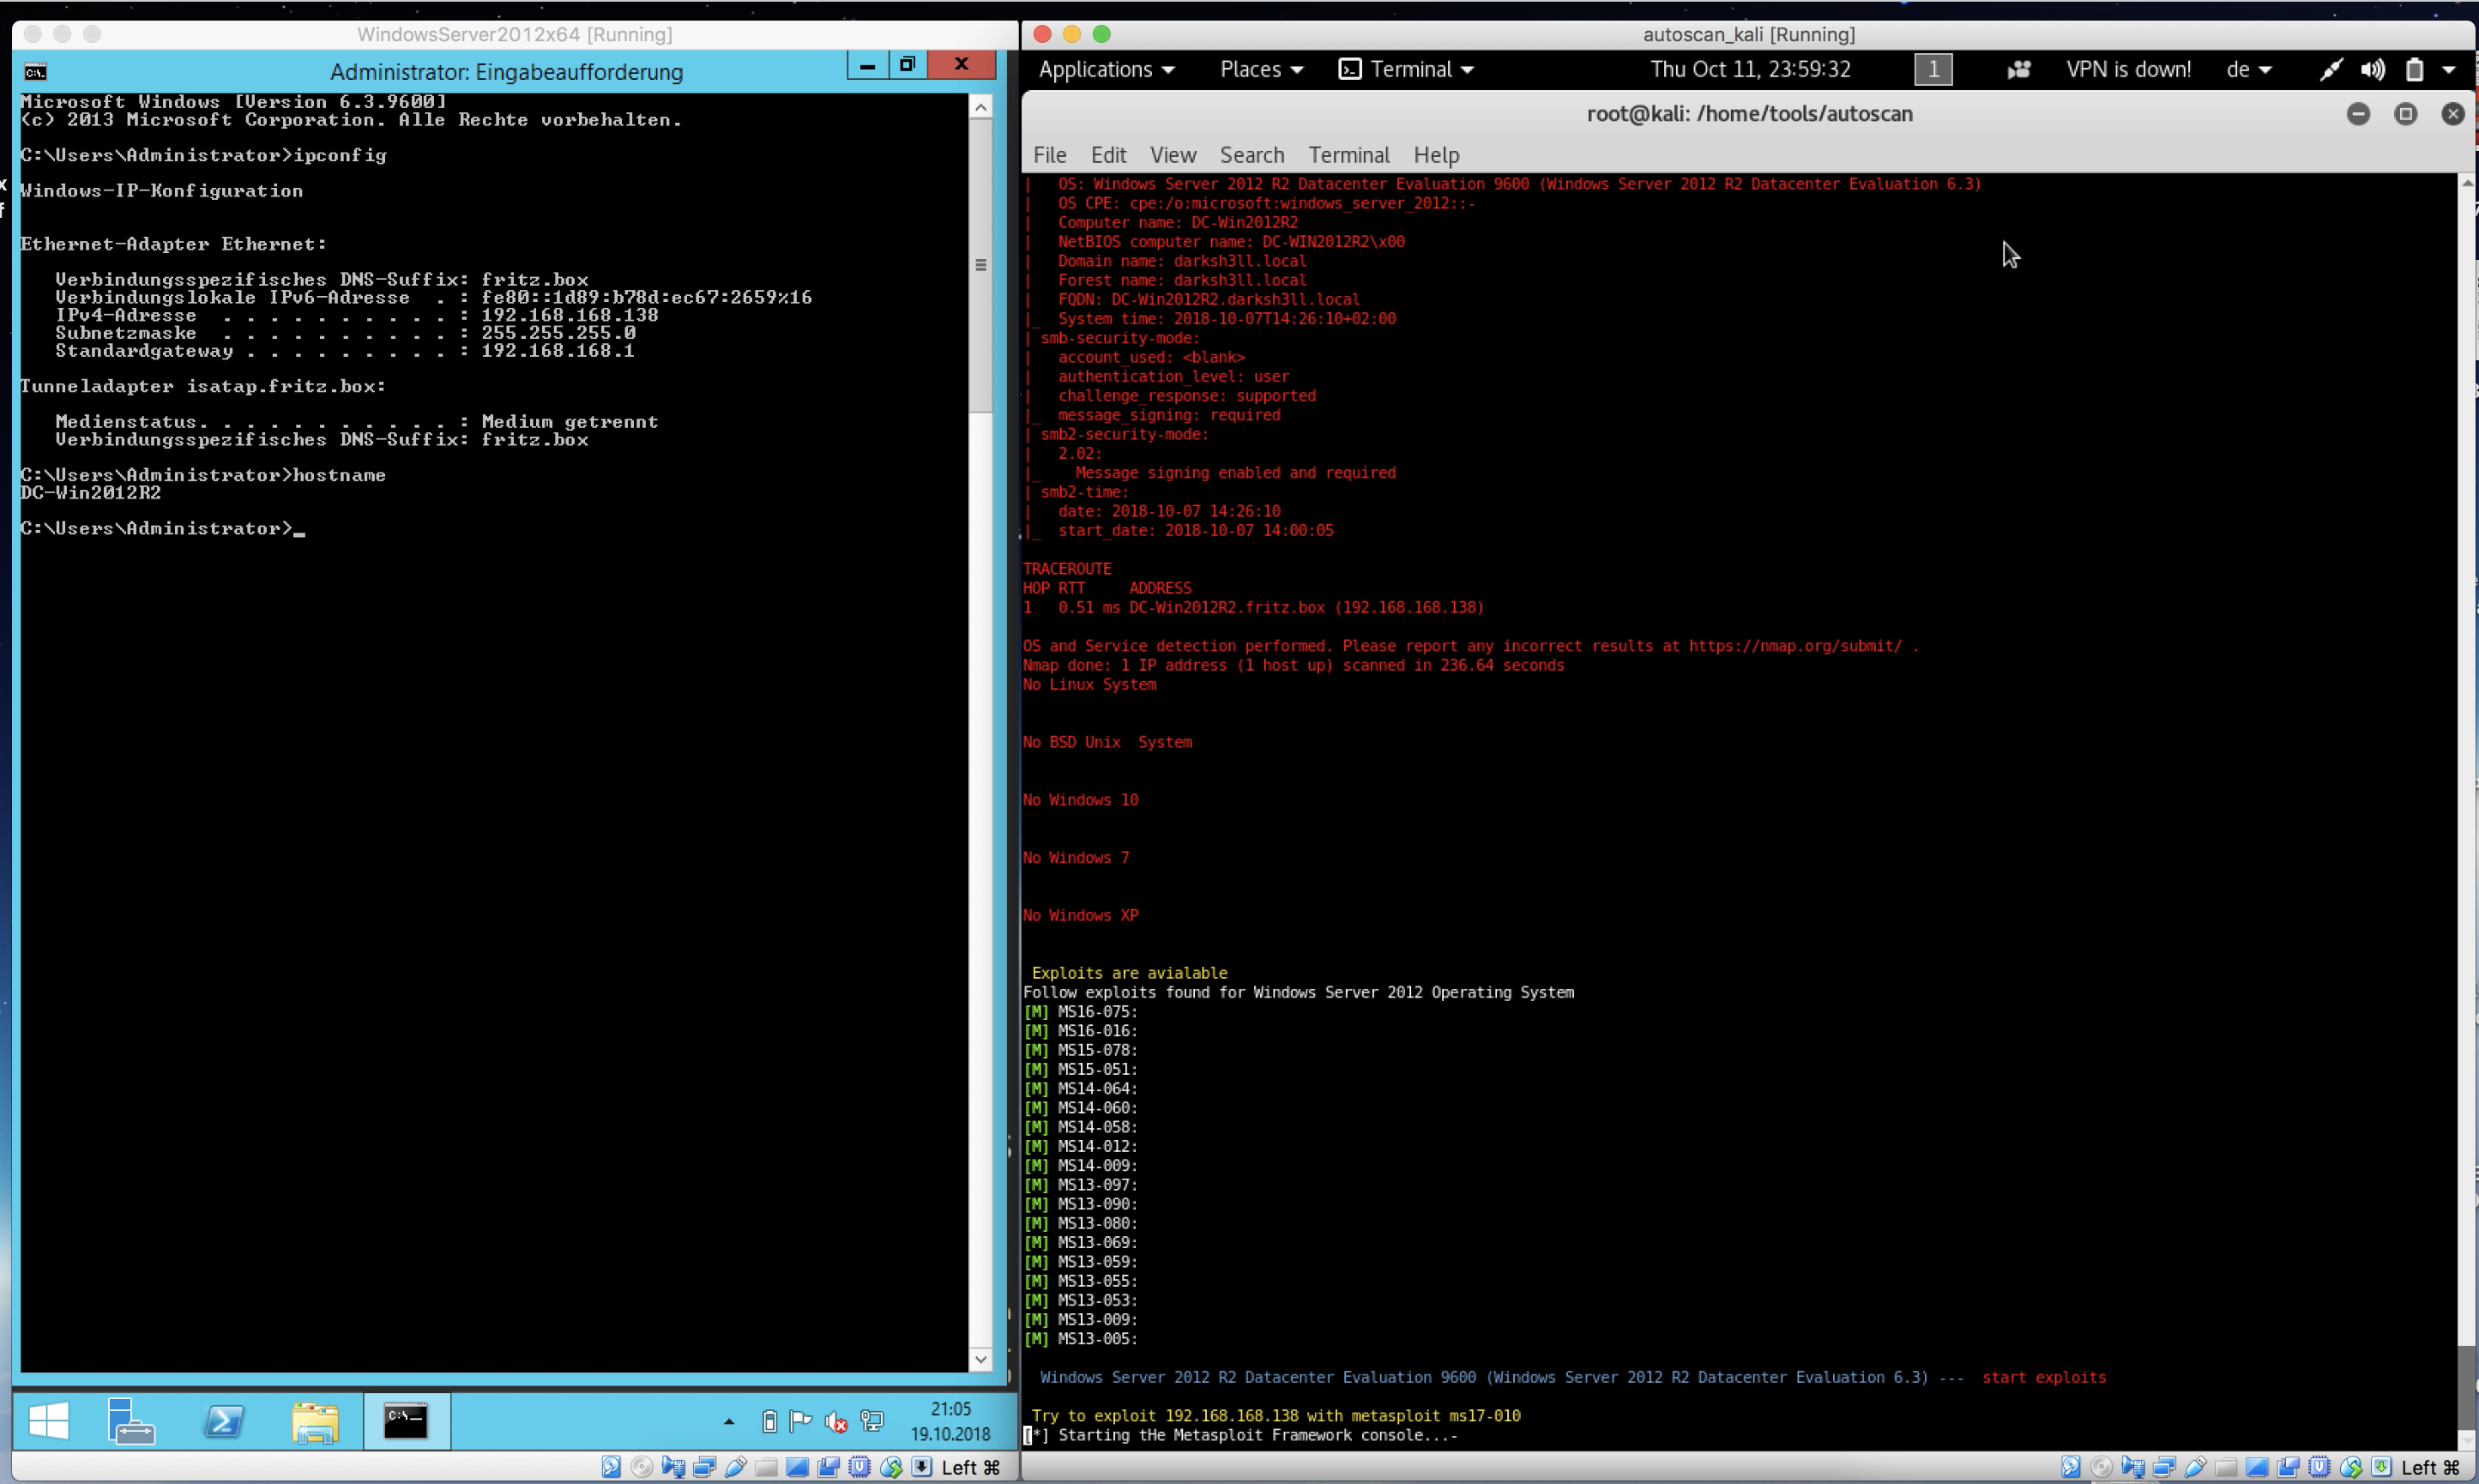 WindowsServer2012x64 [Running]
Administrator: Eingabeaufforderung
Microsoft Windows [Version 6.3.9600]
(c) 2013 Microsoft Corporation. Alle Rechte vorbehalten.
C:\Users\Administrator>ipconfig
Windows-IP-Konfiguration
Ethernet-Adapter Ethernet:
Verbindungsspezifisches DNS-Suffix: fritz.box
Verbindungslokale IPv6-Adresse  . : fe80::1d89:b78d:ec67:2659%16
IPv4-Adresse  . . . . . . . . . . : 192.168.168.138
Subnetzmaske  . . . . . . . . . . : 255.255.255.0
Standardgateway . . . . . . . . . : 192.168.168.1
Tunneladapter isatap.fritz.box:
Medienstatus. . . . . . . . . . . : Medium getrennt
Verbindungsspezifisches DNS-Suffix: fritz.box
C:\Users\Administrator>hostname
DC-Win2012R2
C:\Users\Administrator>_
21:05
19.10.2018
Left ⌘
autoscan_kali [Running]
Applications Places Terminal Thu Oct 11, 23:59:32 1 VPN is down! de
root@kali: /home/tools/autoscan
File Edit View Search Terminal Help
|   OS: Windows Server 2012 R2 Datacenter Evaluation 9600 (Windows Server 2012 R2 Datacenter Evaluation 6.3)
|   OS CPE: cpe:/o:microsoft:windows_server_2012::-
|   Computer name: DC-Win2012R2
|   NetBIOS computer name: DC-WIN2012R2\x00
|   Domain name: darksh3ll.local
|   Forest name: darksh3ll.local
|   FQDN: DC-Win2012R2.darksh3ll.local
|_  System time: 2018-10-07T14:26:10+02:00
| smb-security-mode:
|   account_used: <blank>
|   authentication_level: user
|   challenge_response: supported
|_  message_signing: required
| smb2-security-mode:
|   2.02:
|_    Message signing enabled and required
| smb2-time:
|   date: 2018-10-07 14:26:10
|_  start_date: 2018-10-07 14:00:05
TRACEROUTE
HOP RTT     ADDRESS
1   0.51 ms DC-Win2012R2.fritz.box (192.168.168.138)
OS and Service detection performed. Please report any incorrect results at https://nmap.org/submit/ .
Nmap done: 1 IP address (1 host up) scanned in 236.64 seconds
No Linux System
No BSD Unix  System
No Windows 10
No Windows 7
No Windows XP
Exploits are avialable
Follow exploits found for Windows Server 2012 Operating System
[M] MS16-075:
[M] MS16-016:
[M] MS15-078:
[M] MS15-051:
[M] MS14-064:
[M] MS14-060:
[M] MS14-058:
[M] MS14-012:
[M] MS14-009:
[M] MS13-097:
[M] MS13-090:
[M] MS13-080:
[M] MS13-069:
[M] MS13-059:
[M] MS13-055:
[M] MS13-053:
[M] MS13-009:
[M] MS13-005:
Windows Server 2012 R2 Datacenter Evaluation 9600 (Windows Server 2012 R2 Datacenter Evaluation 6.3) ---  start exploits
Try to exploit 192.168.168.138 with metasploit ms17-010
[*] Starting tHe Metasploit Framework console...-
Left ⌘